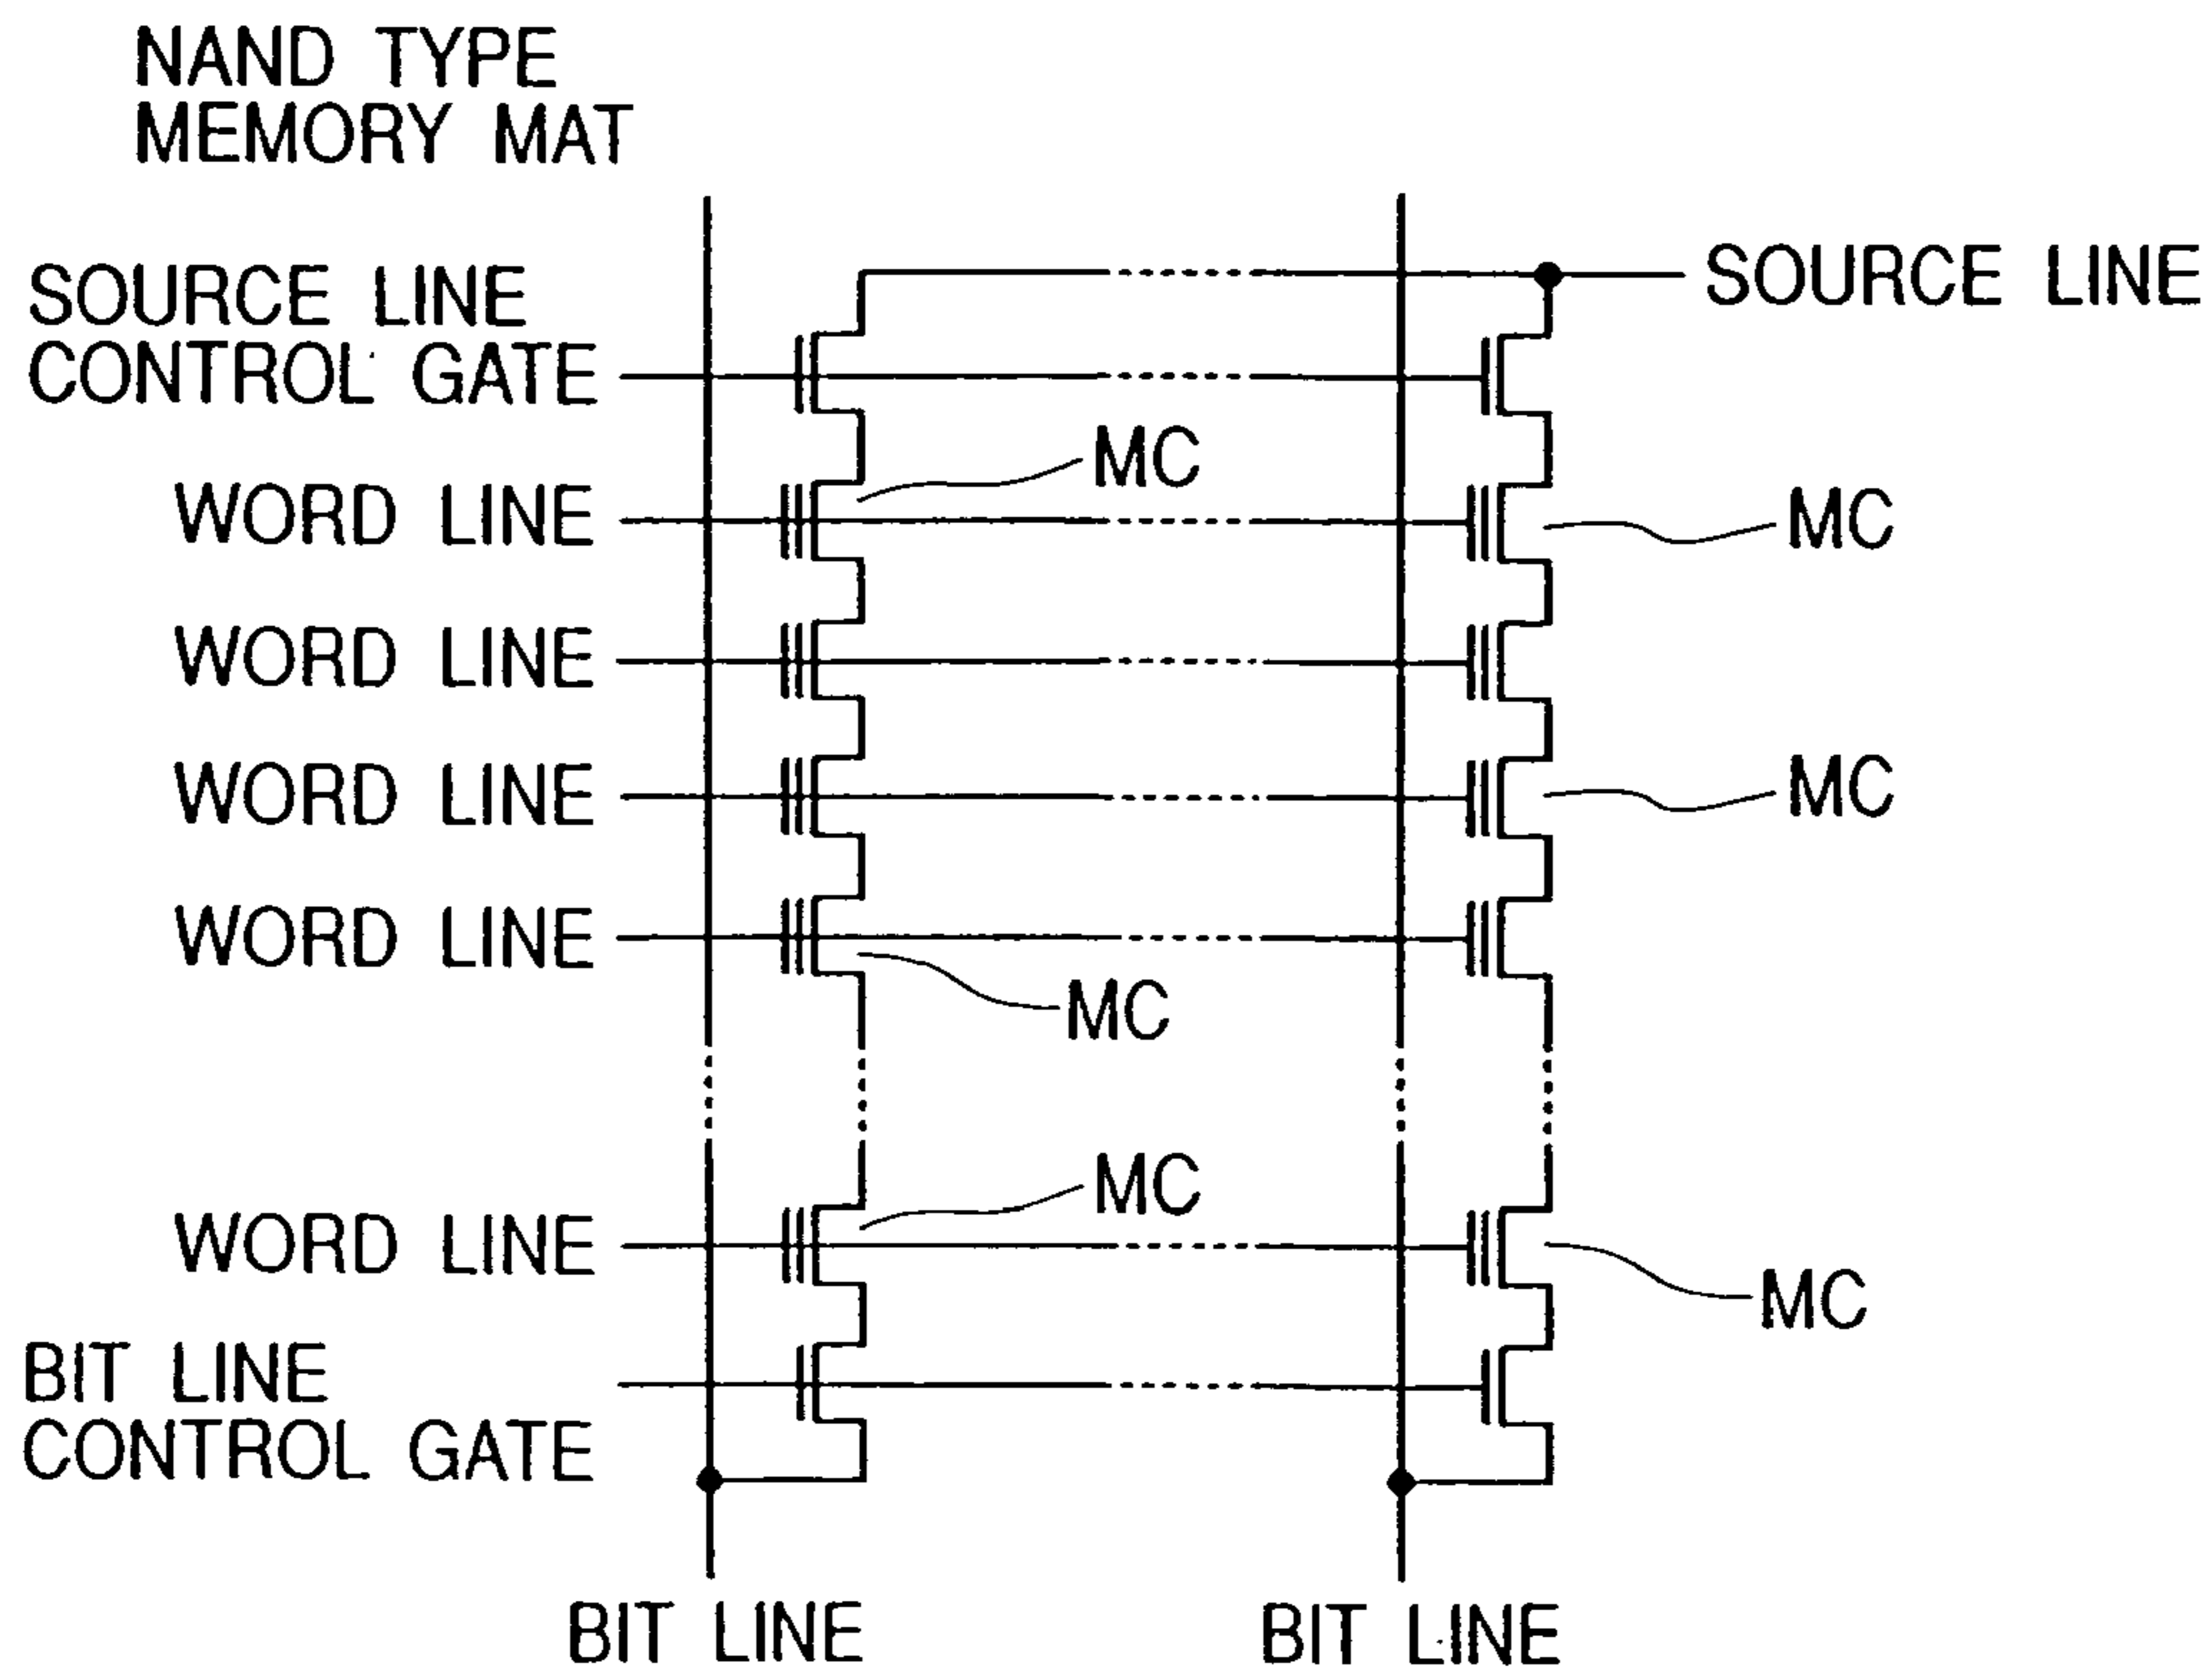 NAND TYPE
MEMORY MAT
SOURCE LINE
SOURCE LINE
CONTROL GATE
MC
WORD LINE
MC
WORD LINE
WORD LINE
MC
WORD LINE
MC
MC
WORD LINE
MC
BIT LINE
CONTROL GATE
BIT LINE
BIT LINE